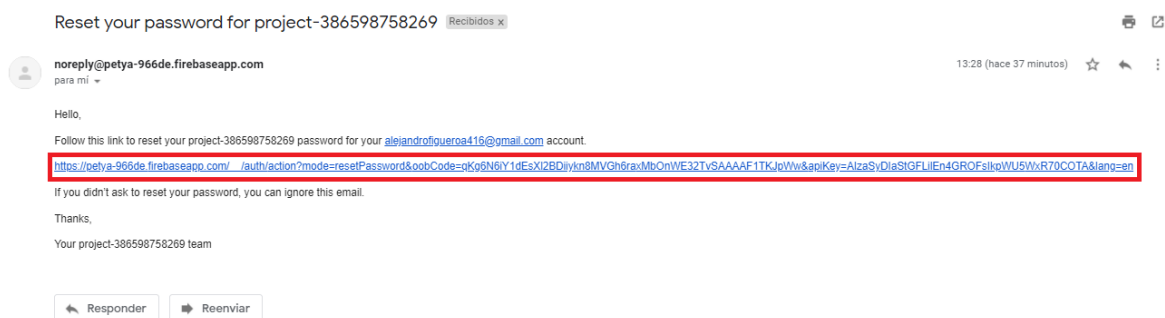 Reset your password for project-386598758269 Recibidos x
noreply@petya-966de.firebaseapp.com 13:28 (hace 37 minutos)
para mí
Hello,
Follow this link to reset your project-386598758269 password for your alejandrofigueroa416@gmail.com account.
https://petya-966de.firebaseapp.com/__/auth/action?mode=resetPassword&oobCode=qKg6N6iY1dEsXI2BDiiykn8MVGh6raxMbOnWE32TvSAAAAF1TKJpWw&apiKey=AIzaSyDIaStGFLiIEn4GROFsIkpWU5WxR70COTA&lang=en
If you didn't ask to reset your password, you can ignore this email.
Thanks,
Your project-386598758269 team
Responder Reenviar